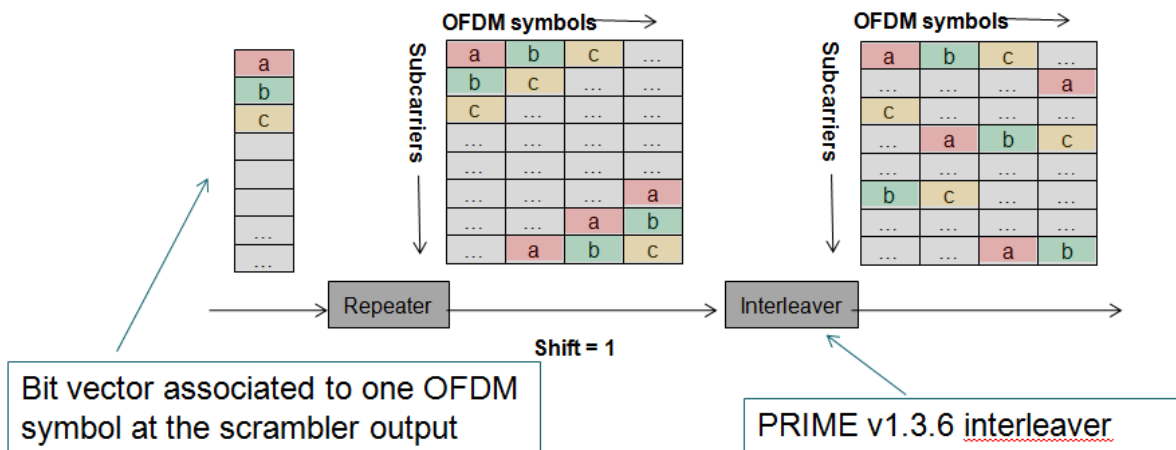 OFDM symbols
OFDM symbols
a
b
c
...
...
Subcarriers
a b c ...
b c ... ...
c ... ... ...
... ... ... ...
... ... ... ...
... ... ... a
... ... a b
... a b c
Subcarriers
a b c ...
... ... ... a
c ... ... ...
... a b c
... ... ... ...
b c ... ...
... ... ... ...
... ... a b
Repeater
Interleaver
Shift = 1
Bit vector associated to one OFDM
symbol at the scrambler output
PRIME v1.3.6 interleaver